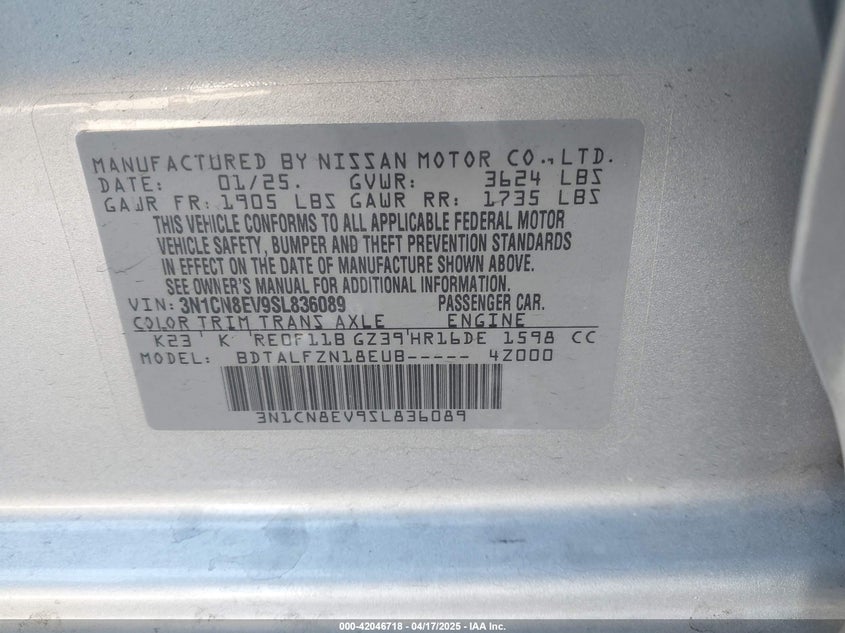 MANUFACTURED BY NISSAN MOTOR CO., LTD.
DATE: 01/25. GVWR: 3624 LBS
GAWR FR: 1905 LBS GAWR RR: 1735 LBS
THIS VEHICLE CONFORMS TO ALL APPLICABLE FEDERAL MOTOR
VEHICLE SAFETY, BUMPER AND THEFT PREVENTION STANDARDS
IN EFFECT ON THE DATE OF MANUFACTURE SHOWN ABOVE.
SEE OWNER'S MANUAL FOR ADDITIONAL INFORMATION.
VIN: 3N1CN8EV9SL836089 PASSENGER CAR.
COLOR TRIM TRANS AXLE ENGINE
K23 K RE0F11B GZ39 HR16DE 1598 CC
MODEL: BDTALFZN18EUB----- 4Z000
3N1CN8EV9SL836089
000-42046718 - 04/17/2025 - IAA Inc.